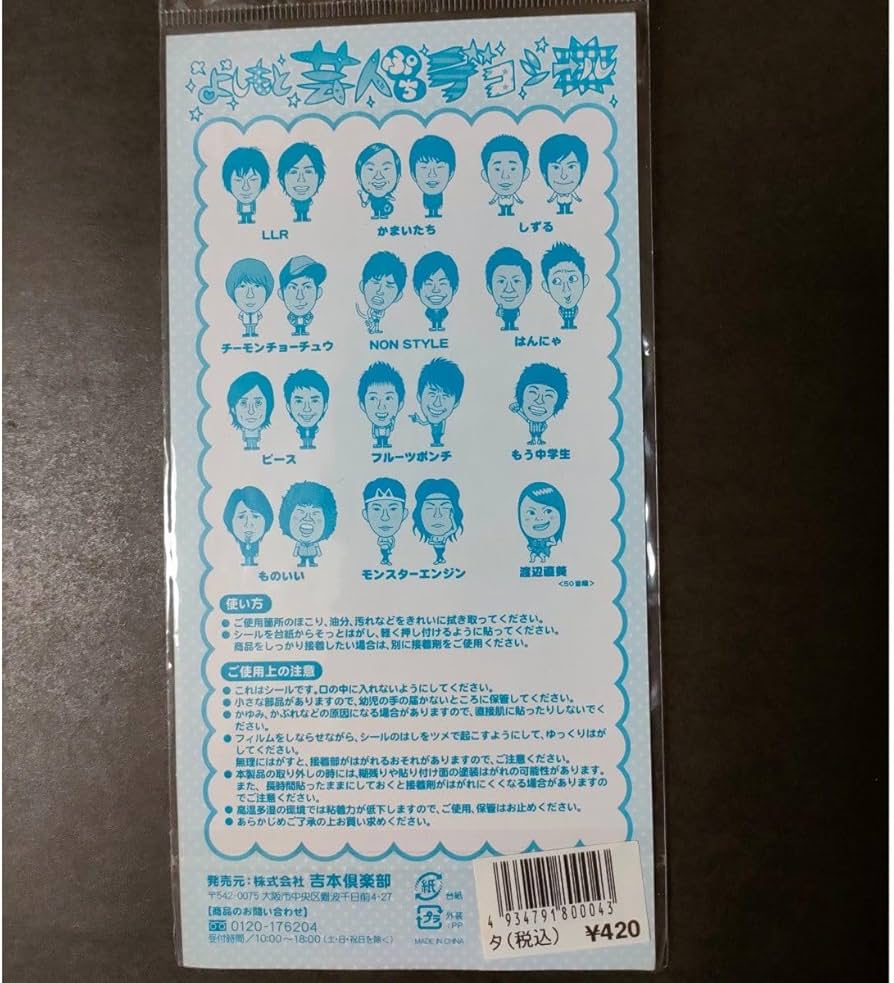 よしもと芸人ぷちデコシール
LLR
かまいたち
しずる
チーモンチョーチュウ
NON STYLE
はんにゃ
ピース
フルーツポンチ
もう中学生
ものいい
モンスターエンジン
渡辺直美
<50音順>
使い方
● ご使用箇所のほこり、油分、汚れなどをきれいに拭き取ってください。
● シールを台紙からそっとはがし、軽く押し付けるように貼ってください。
商品をしっかり接着したい場合は、別に接着剤をご使用ください。
ご使用上の注意
● これはシールです。口の中に入れないようにしてください。
● 小さな部品がありますので、幼児の手の届かないところに保管してください。
● かゆみ、かぶれなどの原因になる場合がありますので、直接肌に貼ったりしないでく
ださい。
● フィルムをしならせながら、シールのはしをツメで起こすようにして、ゆっくりはが
してください。
無理にはがすと、接着部がはがれるおそれがありますので、ご注意ください。
● 本製品の取り外しの時には、糊残りや貼り付け面の塗装はがれの可能性があります。
また、長時間貼ったままにしておくと接着剤がはがれにくくなる場合がありますの
でご注意ください。
● 高温多湿の環境では粘着力が低下しますので、ご使用、保管はお止めください。
● あらかじめご了承の上お買い求めください。
発売元：株式会社 吉本倶楽部
〒542-0075 大阪市中央区難波千日前4-27
【商品のお問い合わせ】
0120-176204
受付時間／10:00〜18:00（土・日・祝日を除く）
紙
台紙
プラ
外装
:PP
MADE IN CHINA
4 934791 800043
タ(税込) ¥420